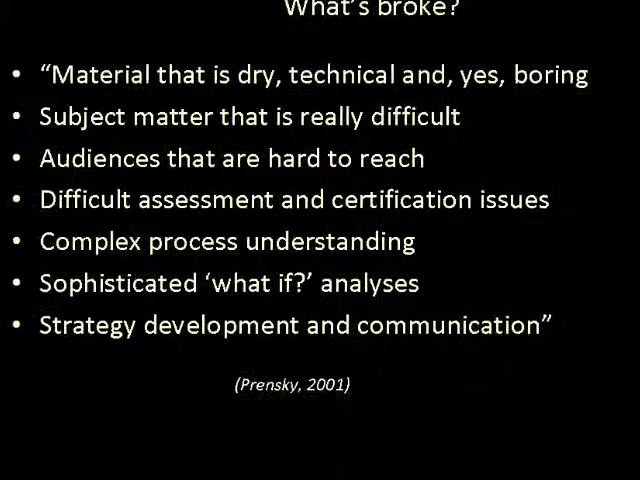 What's broke?
• “Material that is dry, technical and, yes, boring
• Subject matter that is really difficult
• Audiences that are hard to reach
• Difficult assessment and certification issues
• Complex process understanding
• Sophisticated ‘what if?’ analyses
• Strategy development and communication”
(Prensky, 2001)